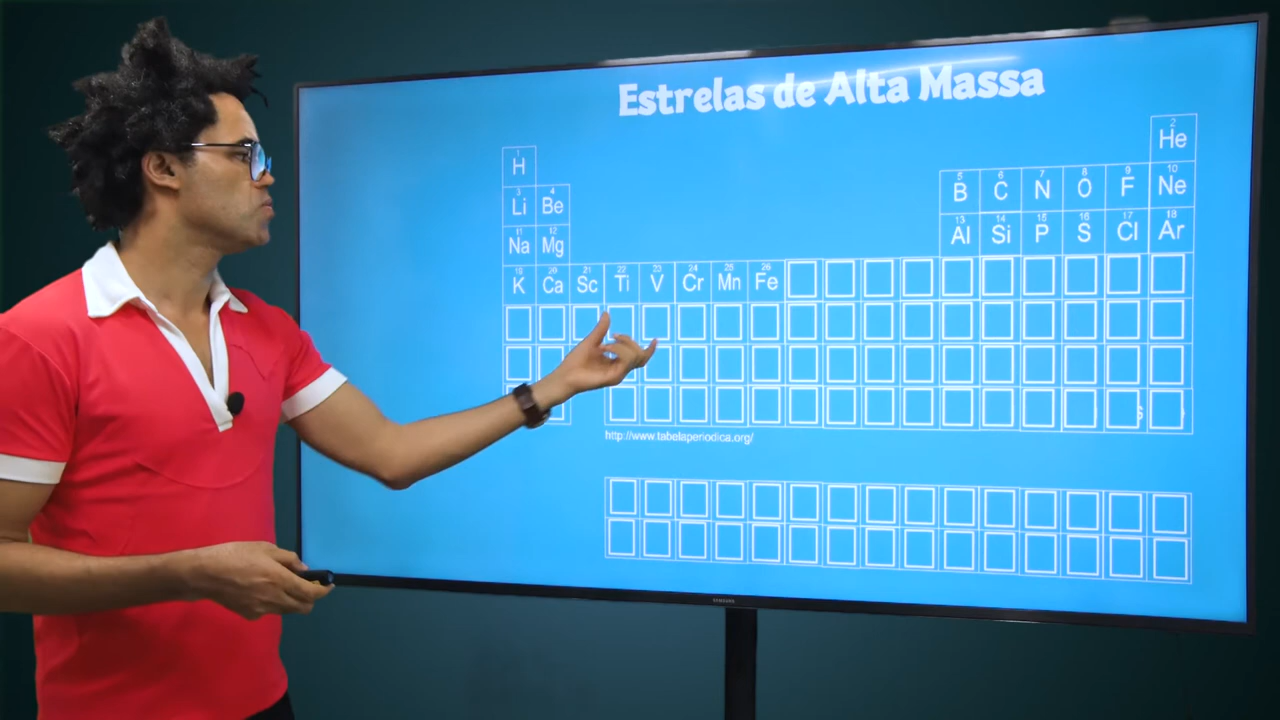 Estrelas de Alta Massa
1 2
H He
3 4 5 6 7 8 9 10
Li Be B C N O F Ne
11 12 13 14 15 16 17 18
Na Mg Al Si P S Cl Ar
19 20 21 22 23 24 25 26
K Ca Sc Ti V Cr Mn Fe
http://www.tabelaperiodica.org/
SAMSUNG